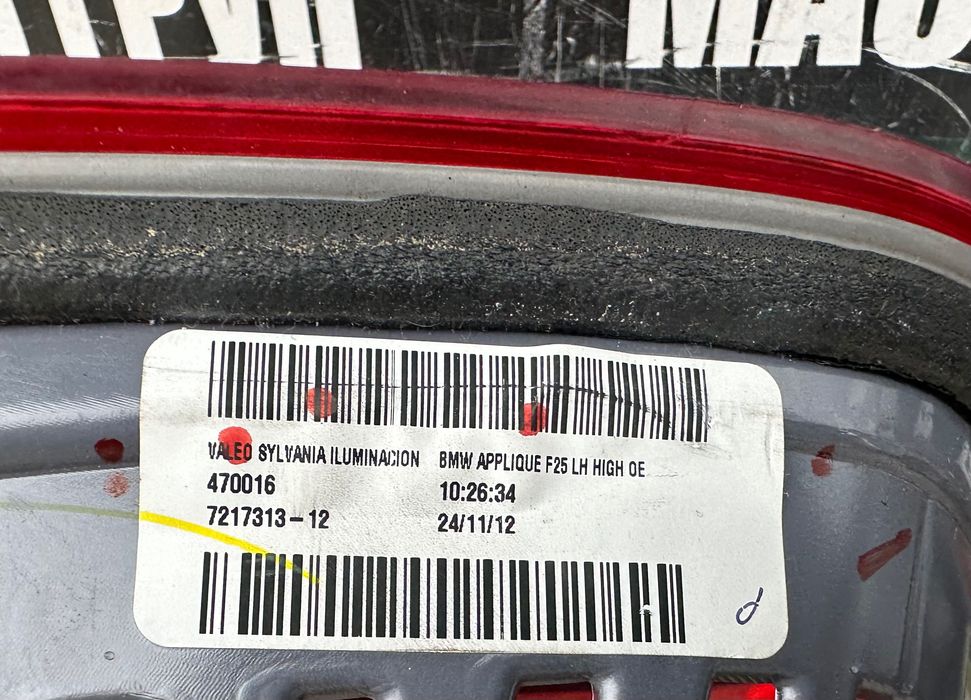 VALEO SYLVANIA ILUMINACION BMW APPLIQUE F25 LH HIGH OE
470016 10:26:34
7217313-12 24/11/12